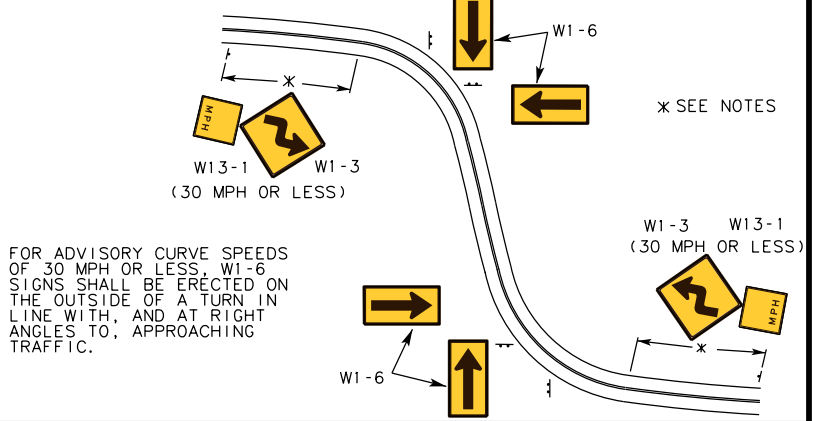 W1-6
* SEE NOTES
MPH
W13-1
W1-3
(30 MPH OR LESS)
W1-3
W13-1
(30 MPH OR LESS)
MPH
FOR ADVISORY CURVE SPEEDS
OF 30 MPH OR LESS, W1-6
SIGNS SHALL BE ERECTED ON
THE OUTSIDE OF A TURN IN
LINE WITH, AND AT RIGHT
ANGLES TO, APPROACHING
TRAFFIC.
*
*
W1-6